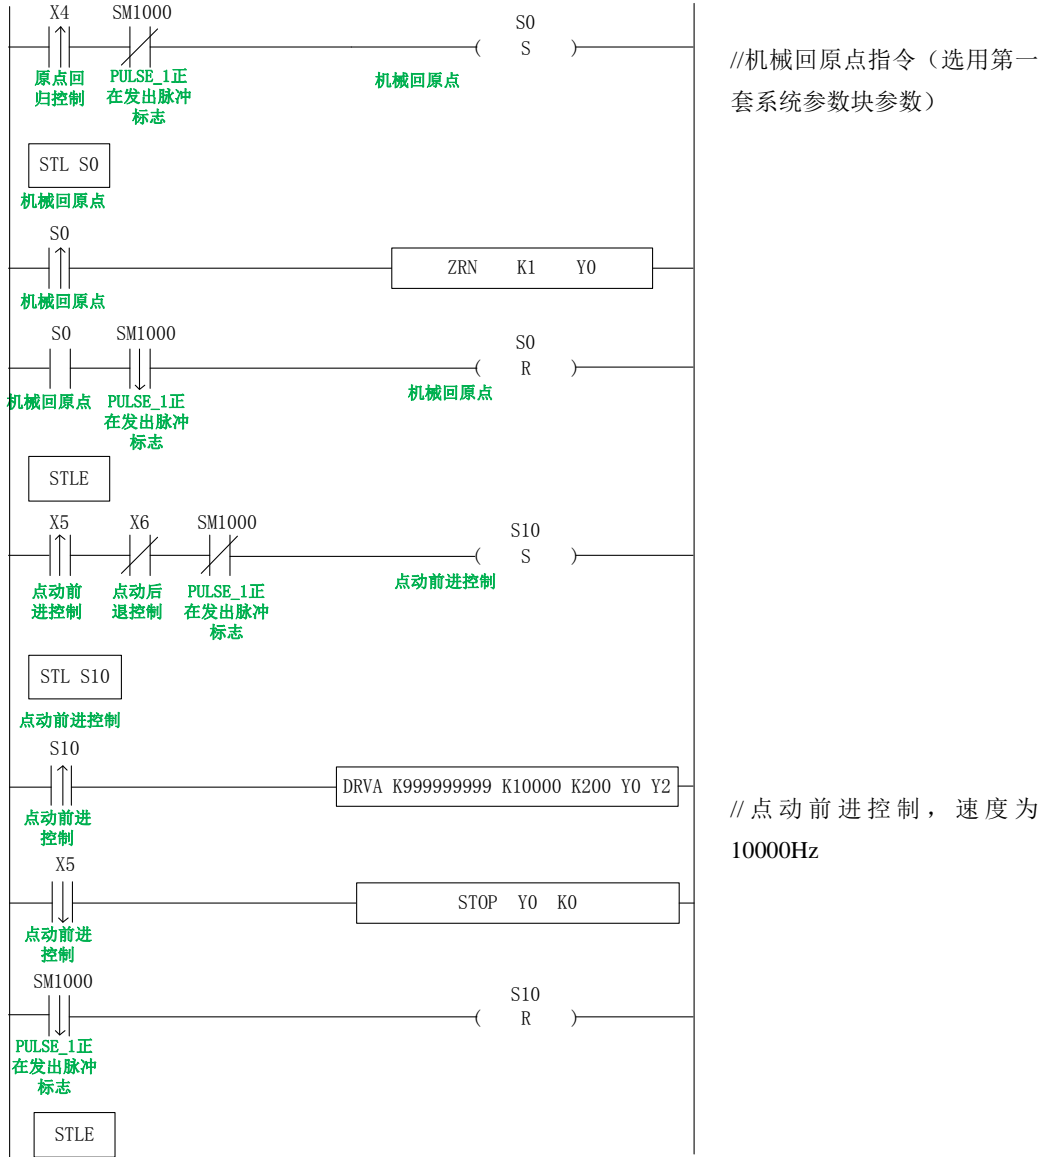 X4 SM1000 S0
( S )
原点回
归控制
PULSE_1正
在发出脉冲
标志
机械回原点
//机械回原点指令（选用第一
套系统参数块参数）
STL S0
机械回原点
S0
ZRN K1 Y0
机械回原点
S0 SM1000 S0
( R )
机械回原点
PULSE_1正
在发出脉冲
标志
机械回原点
STLE
X5 X6 SM1000 S10
( S )
点动前
进控制
点动后
退控制
PULSE_1正
在发出脉冲
标志
点动前进控制
STL S10
点动前进控制
S10
DRVA K999999999 K10000 K200 Y0 Y2
点动前进
控制
//点动前进控制，速度为
10000Hz
X5
STOP Y0 K0
点动前进
控制
SM1000 S10
( R )
PULSE_1正
在发出脉冲
标志
STLE